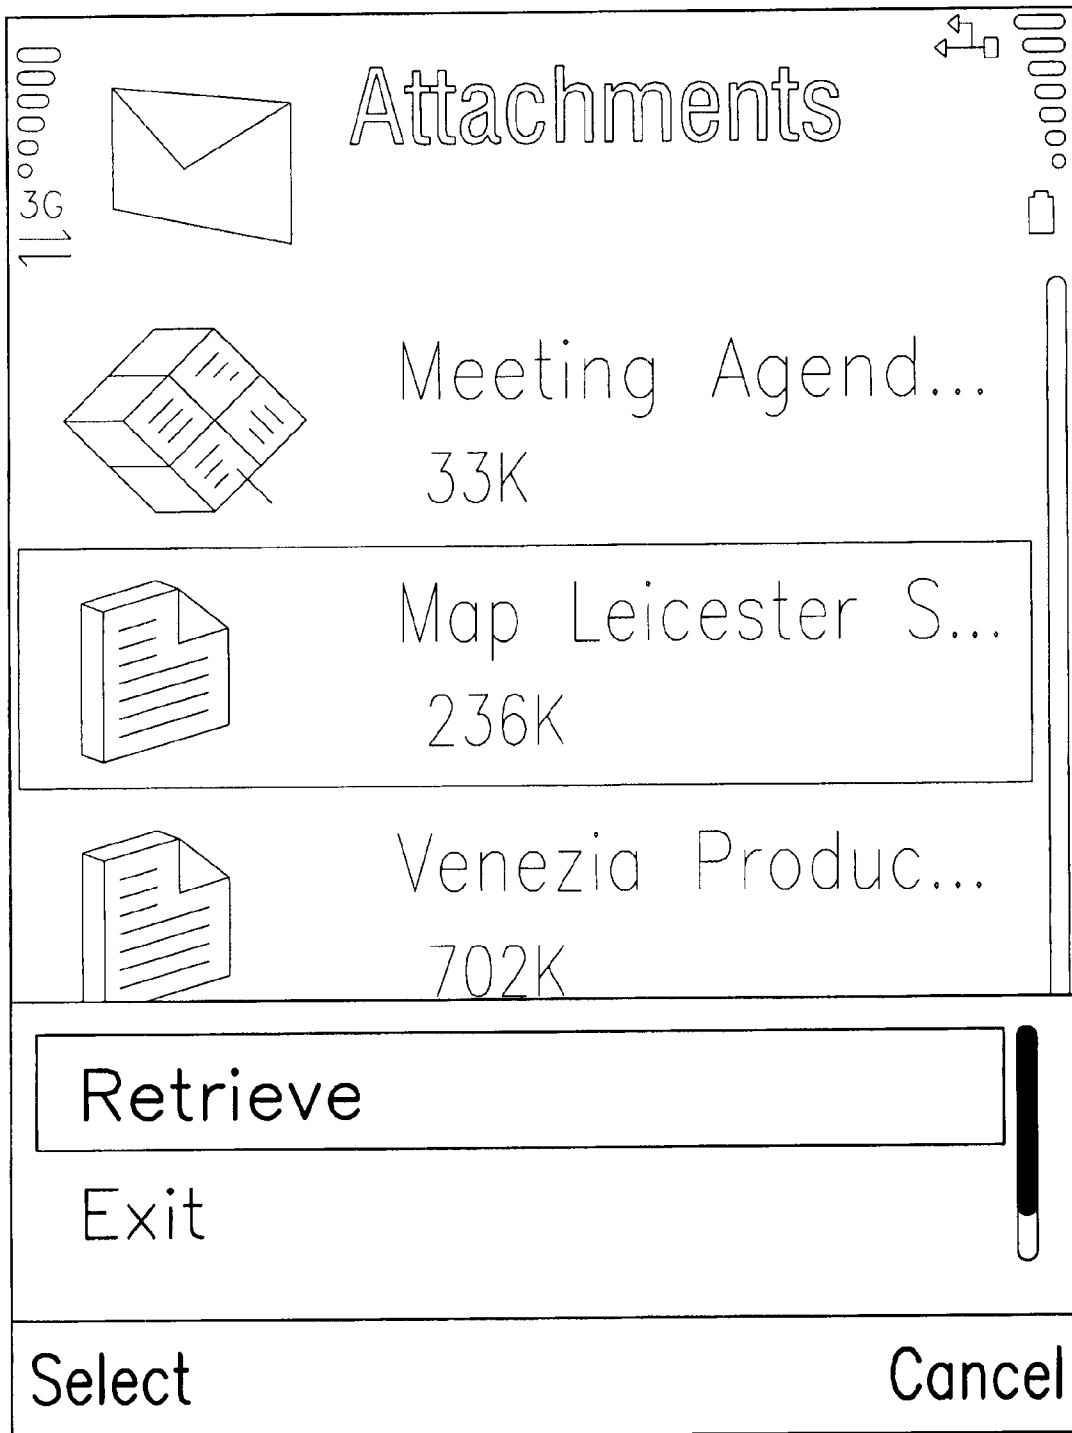 Attachments
3G
Meeting Agend...
33K
Map Leicester S...
236K
Venezia Produc...
702K
Retrieve
Exit
Select
Cancel